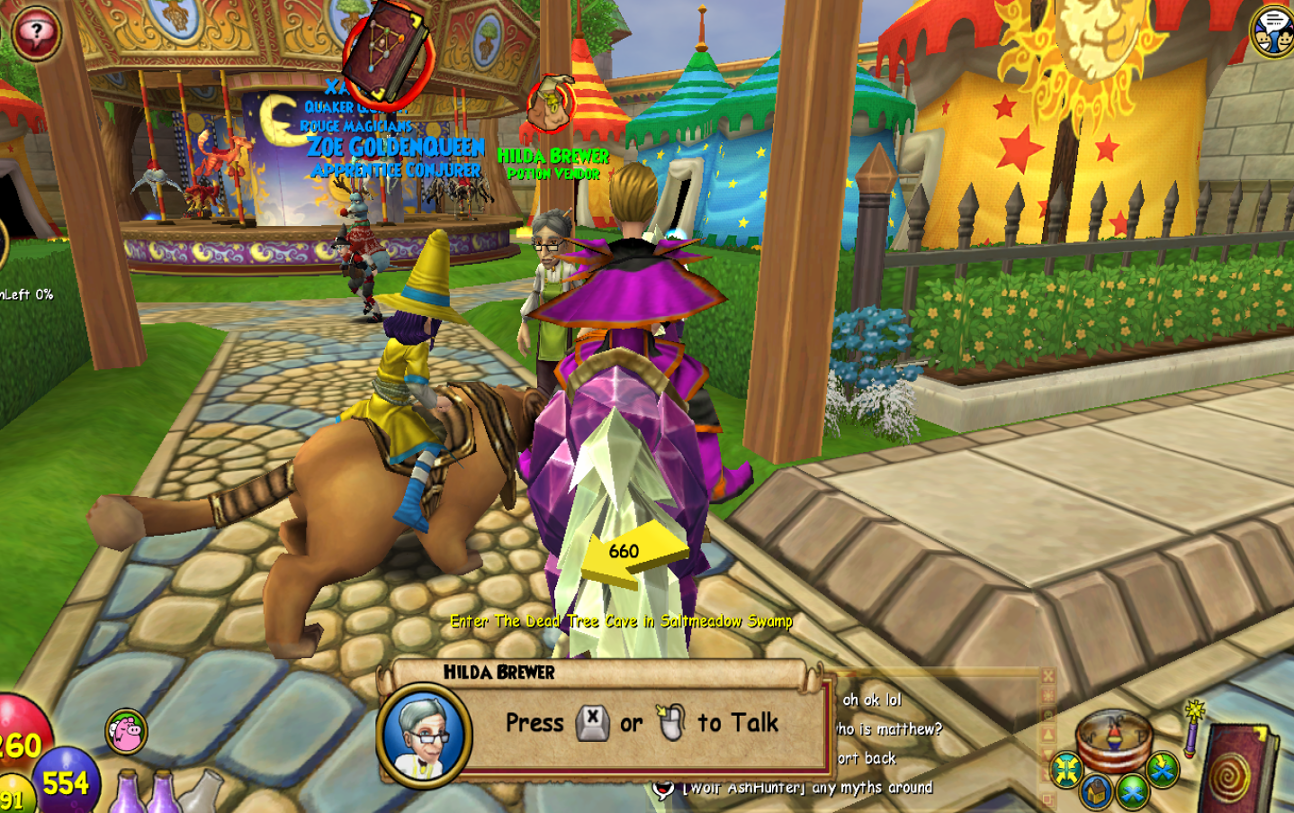 ?
QUAKER
ROUGE MAGICIANS
ZOE GOLDENQUEEN
APPRENTICE CONJURER
HILDA BREWER
POTION VENDOR
nLeft 0%
660
Enter The Dead Tree Cave in Saltmeadow Swamp
HILDA BREWER
Press X or to Talk
oh ok lol
who is matthew?
ort back
[Wolf AshHunter] any myths around
260
554
91